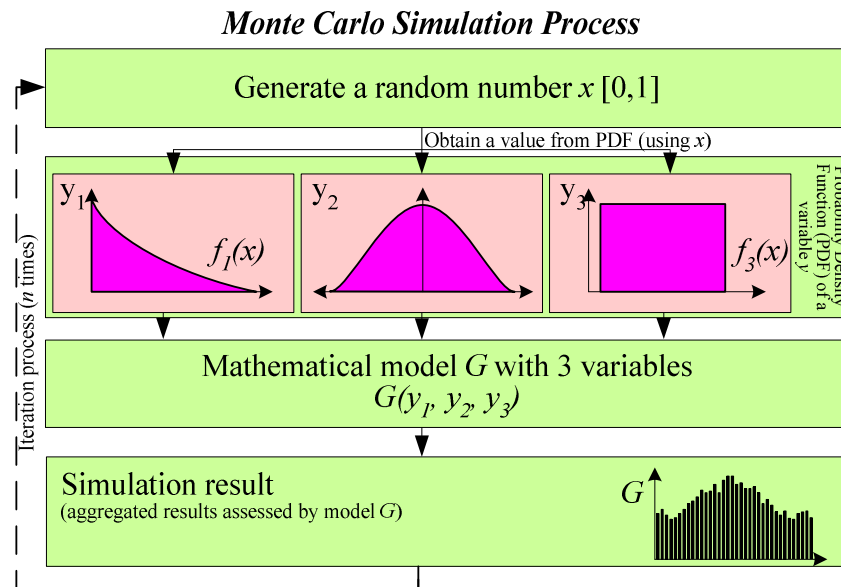 Monte Carlo Simulation Process
Generate a random number x [0,1]
Obtain a value from PDF (using x)
y1
f1(x)
y2
y3
f3(x)
Probability Density
Function (PDF) of a
variable y
Iteration process (n times)
Mathematical model G with 3 variables
G(y1, y2, y3)
Simulation result
(aggregated results assessed by model G)
G